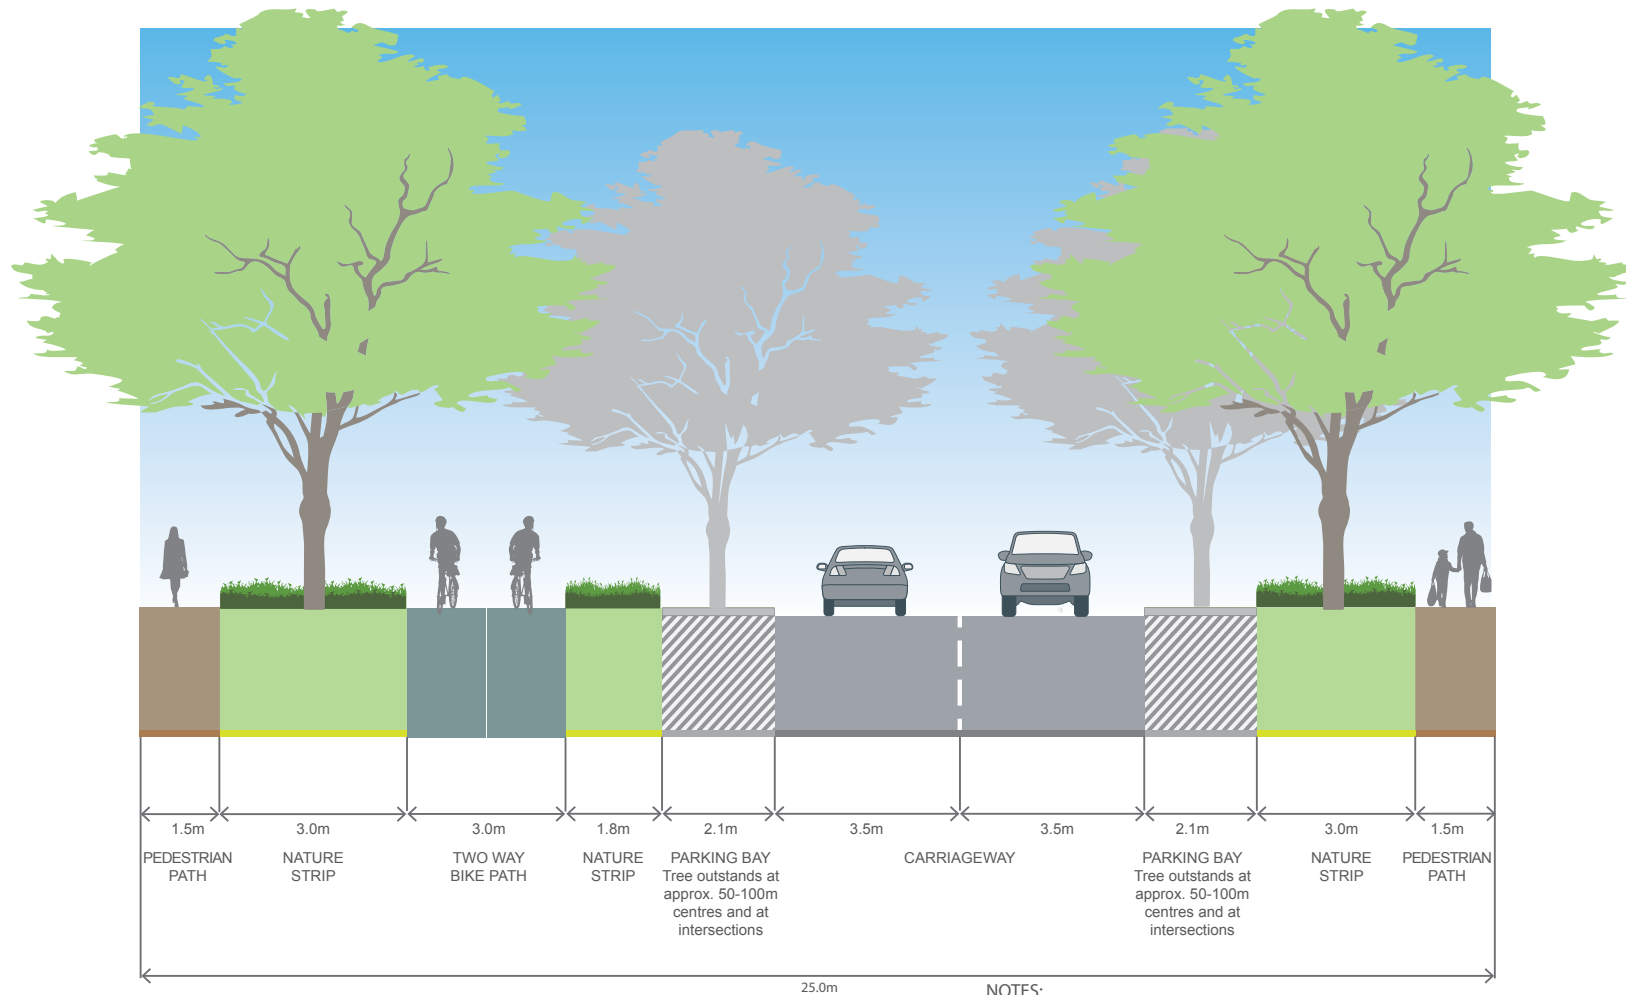 1.5m 3.0m 3.0m 1.8m 2.1m 3.5m 3.5m 2.1m 3.0m 1.5m
PEDESTRIAN
PATH
NATURE
STRIP
TWO WAY
BIKE PATH
NATURE
STRIP
PARKING BAY
Tree outstands at
approx. 50-100m
centres and at
intersections
CARRIAGEWAY
PARKING BAY
Tree outstands at
approx. 50-100m
centres and at
intersections
NATURE
STRIP
PEDESTRIAN
PATH
25.0m
NOTES: